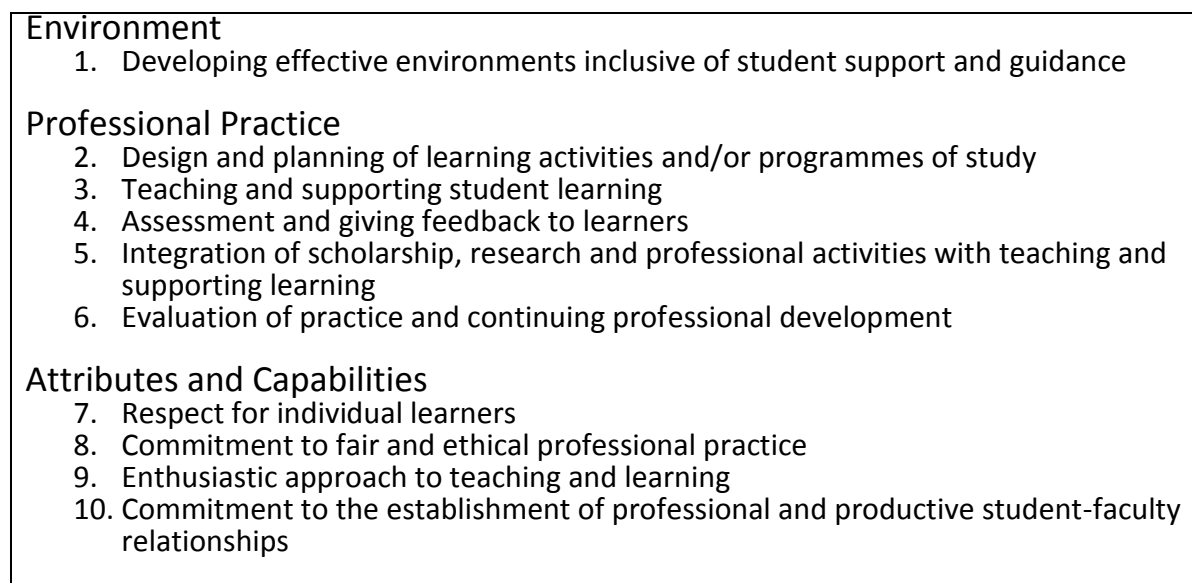 Environment
1. Developing effective environments inclusive of student support and guidance
Professional Practice
2. Design and planning of learning activities and/or programmes of study
3. Teaching and supporting student learning
4. Assessment and giving feedback to learners
5. Integration of scholarship, research and professional activities with teaching and
supporting learning
6. Evaluation of practice and continuing professional development
Attributes and Capabilities
7. Respect for individual learners
8. Commitment to fair and ethical professional practice
9. Enthusiastic approach to teaching and learning
10. Commitment to the establishment of professional and productive student-faculty
relationships